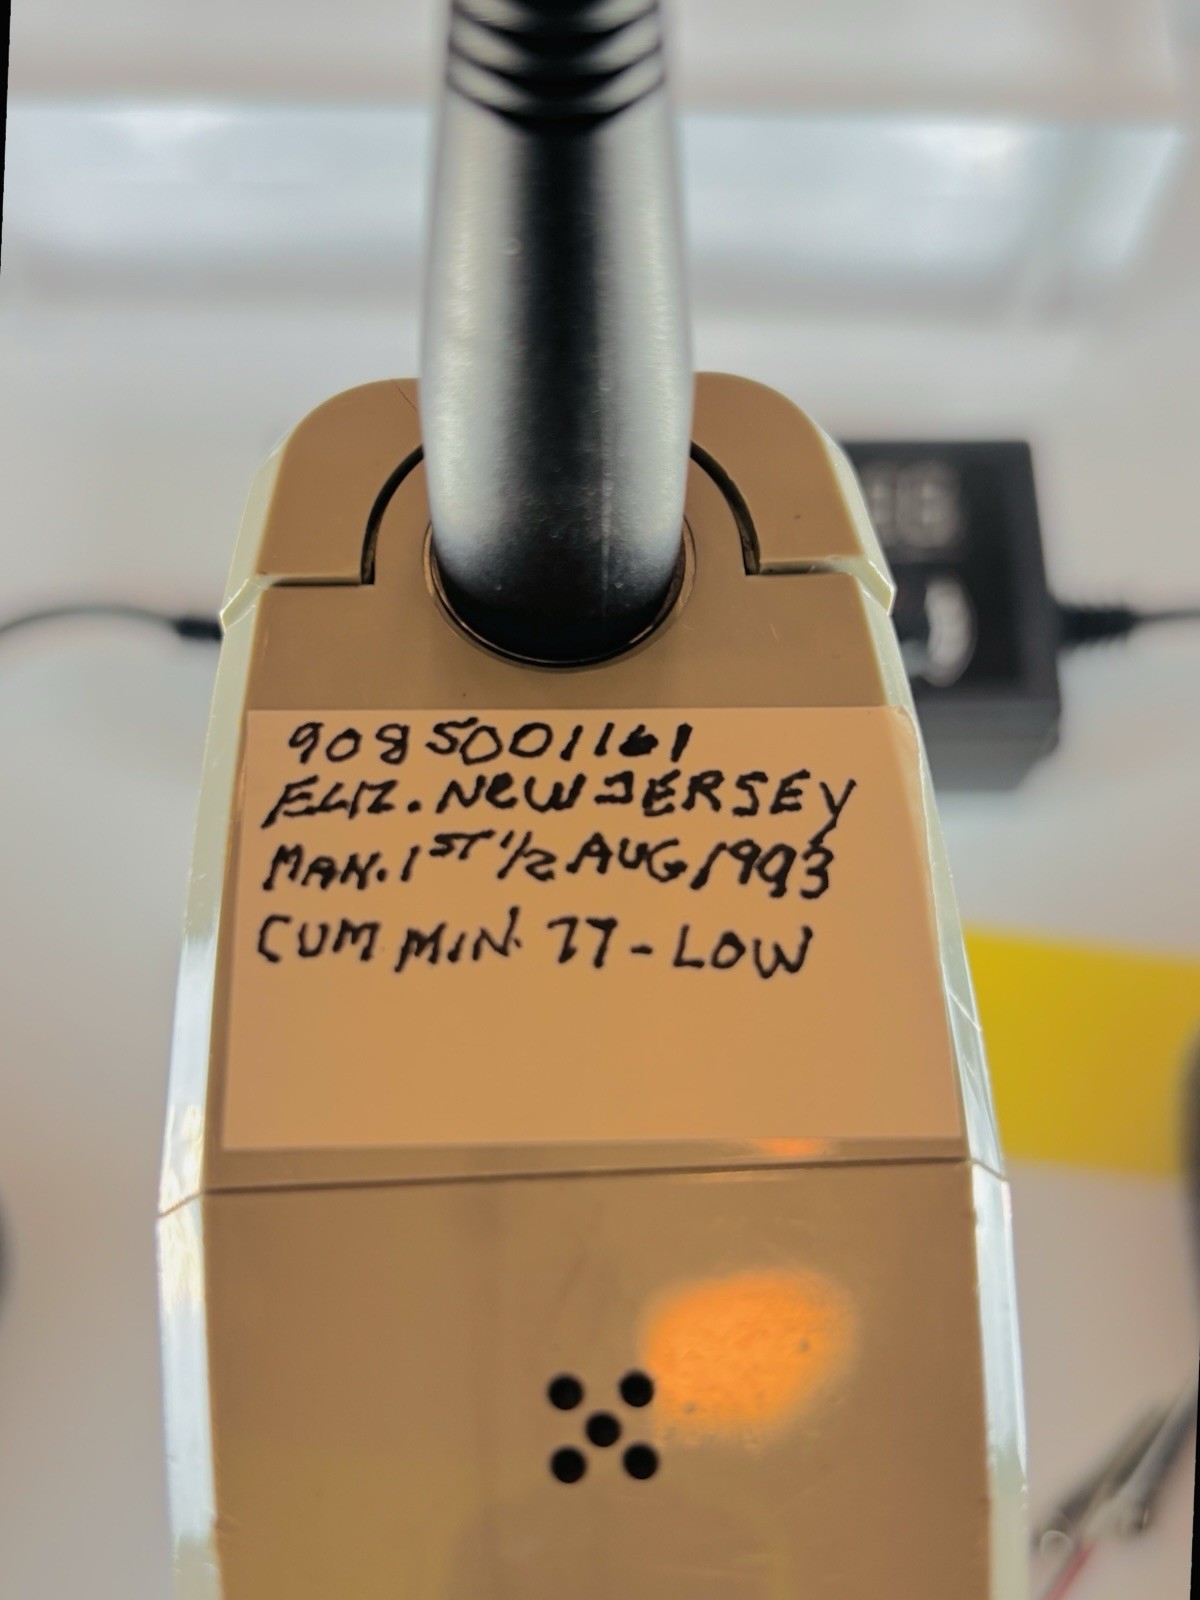 9085001161
ELIZ. NEW JERSEY
MAN. 1ST 1/2 AUG 1993
CUM MIN. 77 - LOW